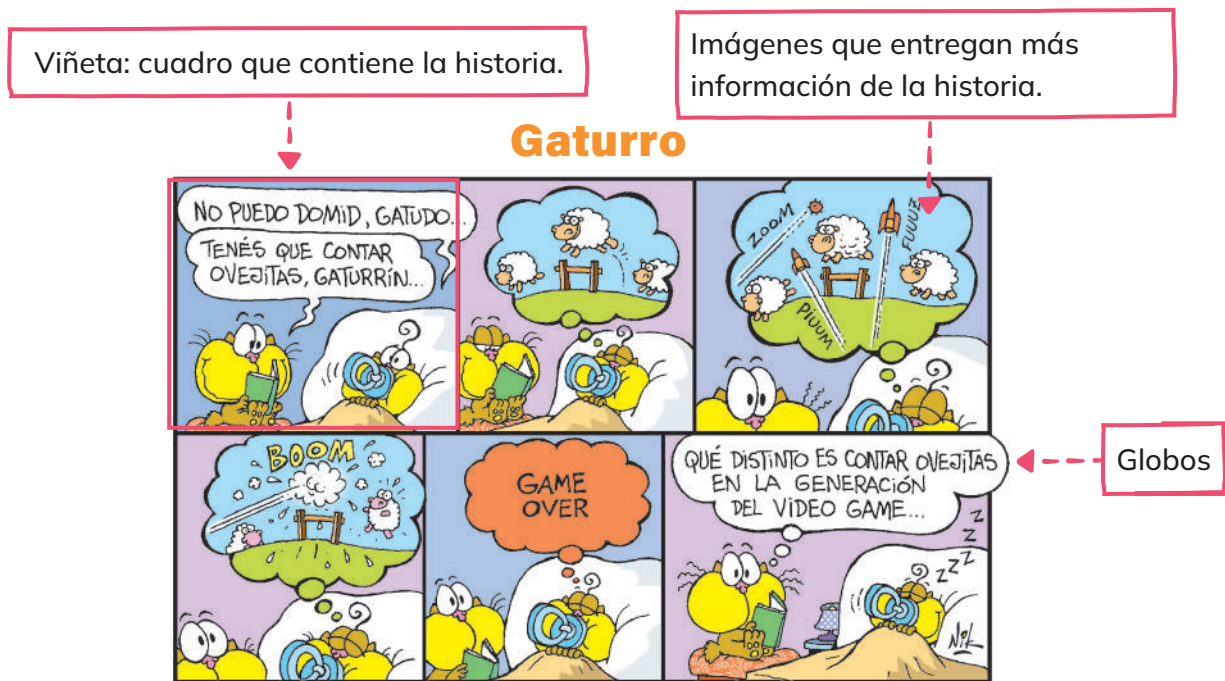 Viñeta: cuadro que contiene la historia.
Imágenes que entregan más
información de la historia.
Gaturro
NO PUEDO DOMID, GATUDO...
TENÉS QUE CONTAR
OVEJITAS, GATURRÍN...
ZOOM
FUUUZ
PIUUM
BOOM
GAME
OVER
QUÉ DISTINTO ES CONTAR OVEJITAS
EN LA GENERACIÓN
DEL VIDEO GAME...
Globos
Z
Z
Z
Z
Z
Z
NIK